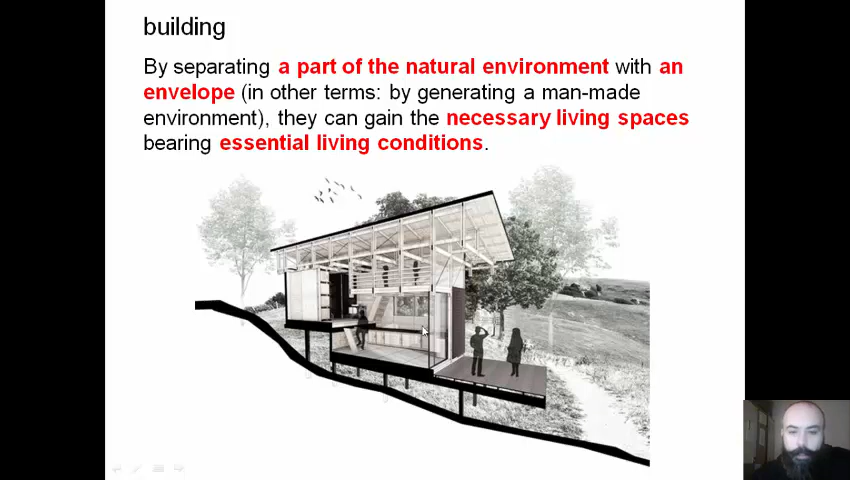 building
By separating a part of the natural environment with an
envelope (in other terms: by generating a man-made
environment), they can gain the necessary living spaces
bearing essential living conditions.